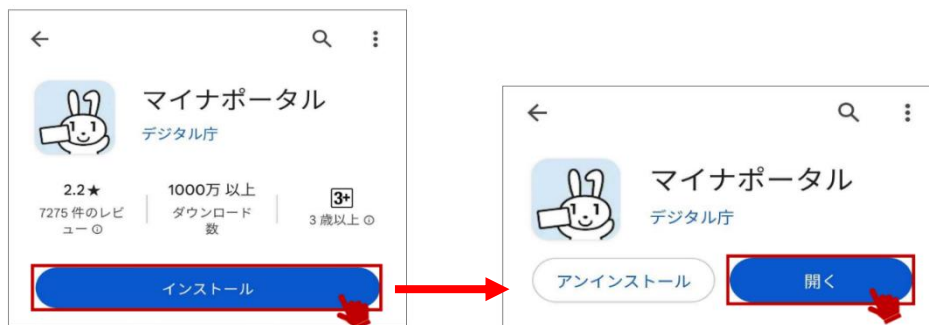 マイナポータル
デジタル庁
2.2★
7275 件のレビ
ュー
1000万 以上
ダウンロード
数
3+
3 歳以上
インストール
マイナポータル
デジタル庁
アンインストール
開く